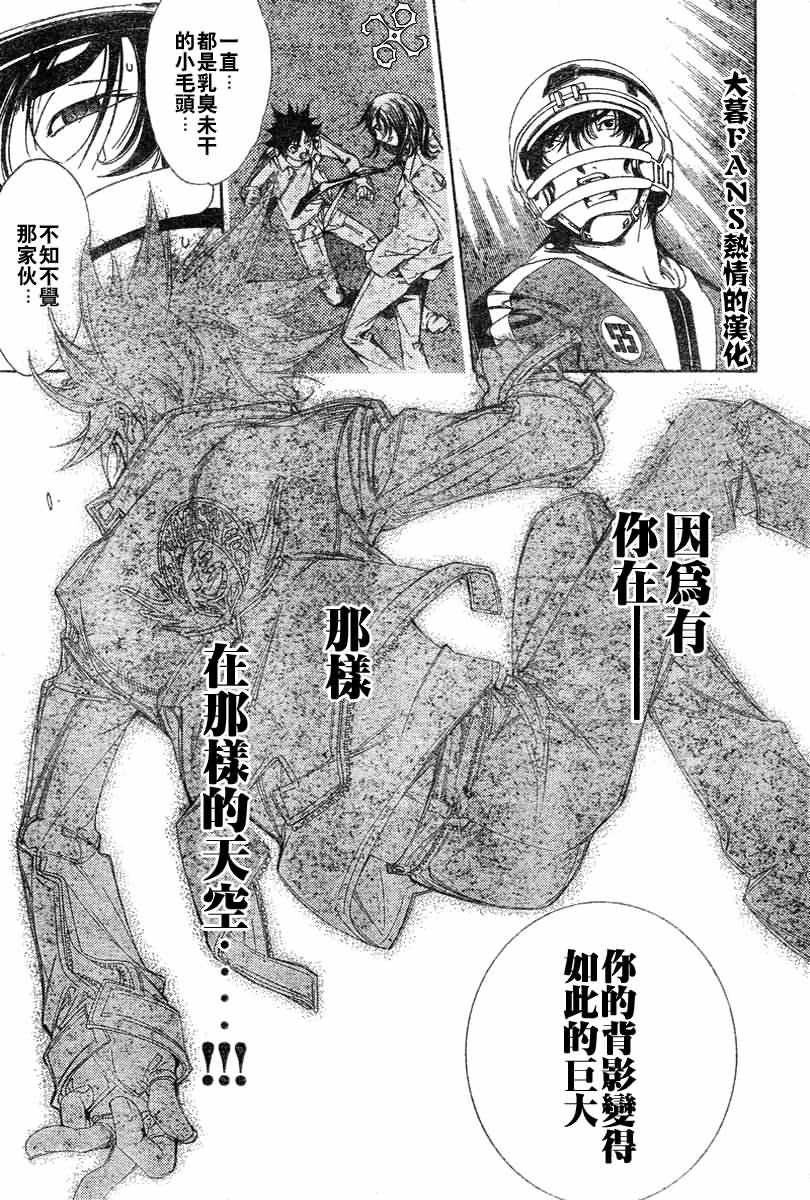 大暮FANS熱情的漢化
55
一直…
都是乳臭未干
的小毛頭…
不知不覺
那家伙…
因爲有
你在——
那樣
在那樣的天空‥‥‥!!!
你的背影變得
如此的巨大